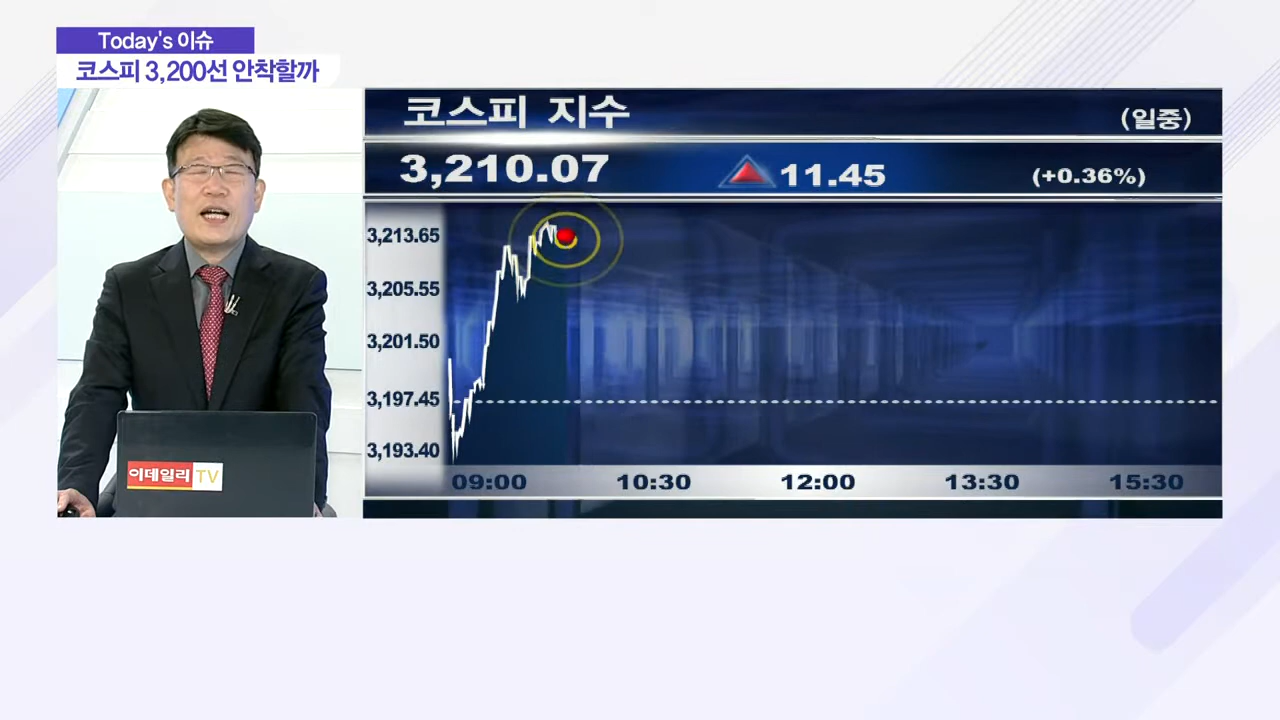 Today's 이슈
코스피 3,200선 안착할까
코스피 지수
(일중)
3,210.07 ▲ 11.45 (+0.36%)
3,213.65
3,205.55
3,201.50
3,197.45
3,193.40
09:00 10:30 12:00 13:30 15:30
이데일리 TV